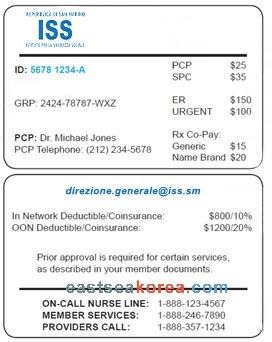 REPUBBLICA DI SAN MARINO
ISS
ISTITUTO PER LA SICUREZZA SOCIALE
ID: 5678 1234-A
PCP $25
SPC $35
GRP: 2424-78787-WXZ
ER $150
URGENT $100
PCP: Dr. Michael Jones
PCP Telephone: (212) 234-5678
Rx Co-Pay:
Generic $15
Name Brand $20
direzione.generale@iss.sm
In Network Deductible/Coinsurance: $800/10%
OON Deductible/Coinsurance: $1200/20%
Prior approval is required for certain services,
as described in your member documents.
eastseakorea.com
ON-CALL NURSE LINE: 1-888-123-4567
MEMBER SERVICES: 1-888-246-7890
PROVIDERS CALL: 1-888-357-1234